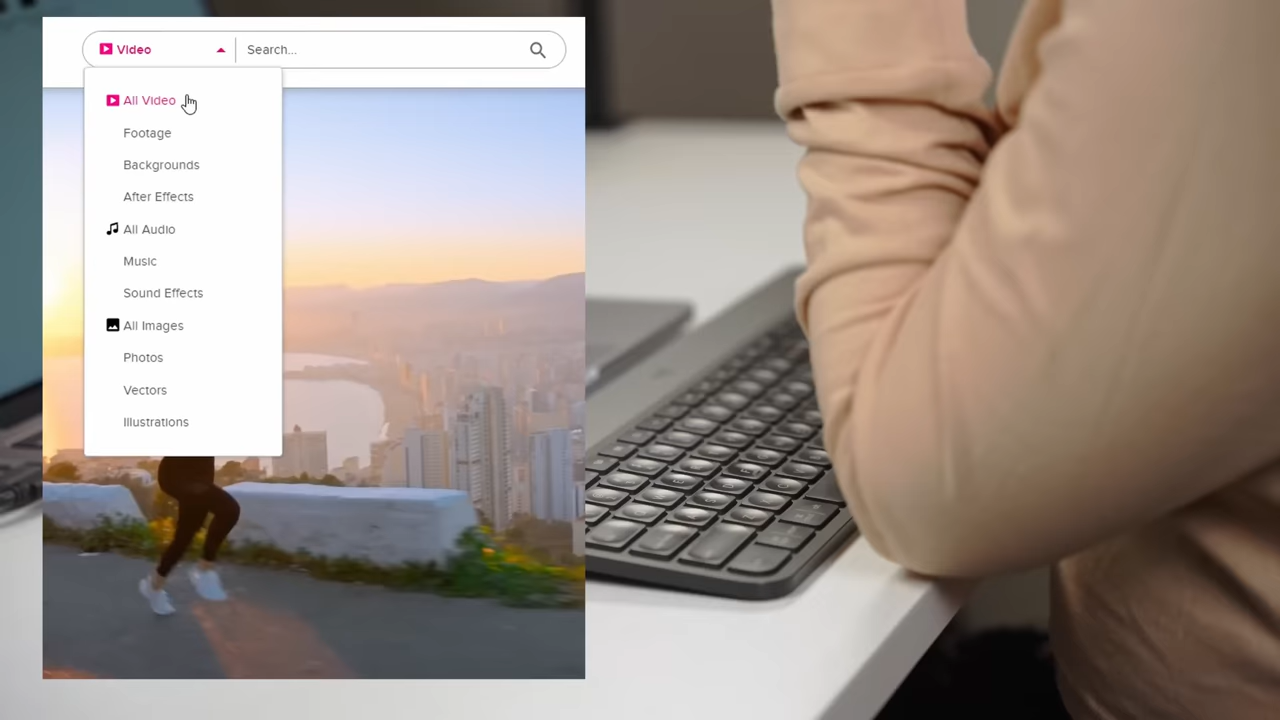 Video
Search...
All Video
Footage
Backgrounds
After Effects
All Audio
Music
Sound Effects
All Images
Photos
Vectors
Illustrations